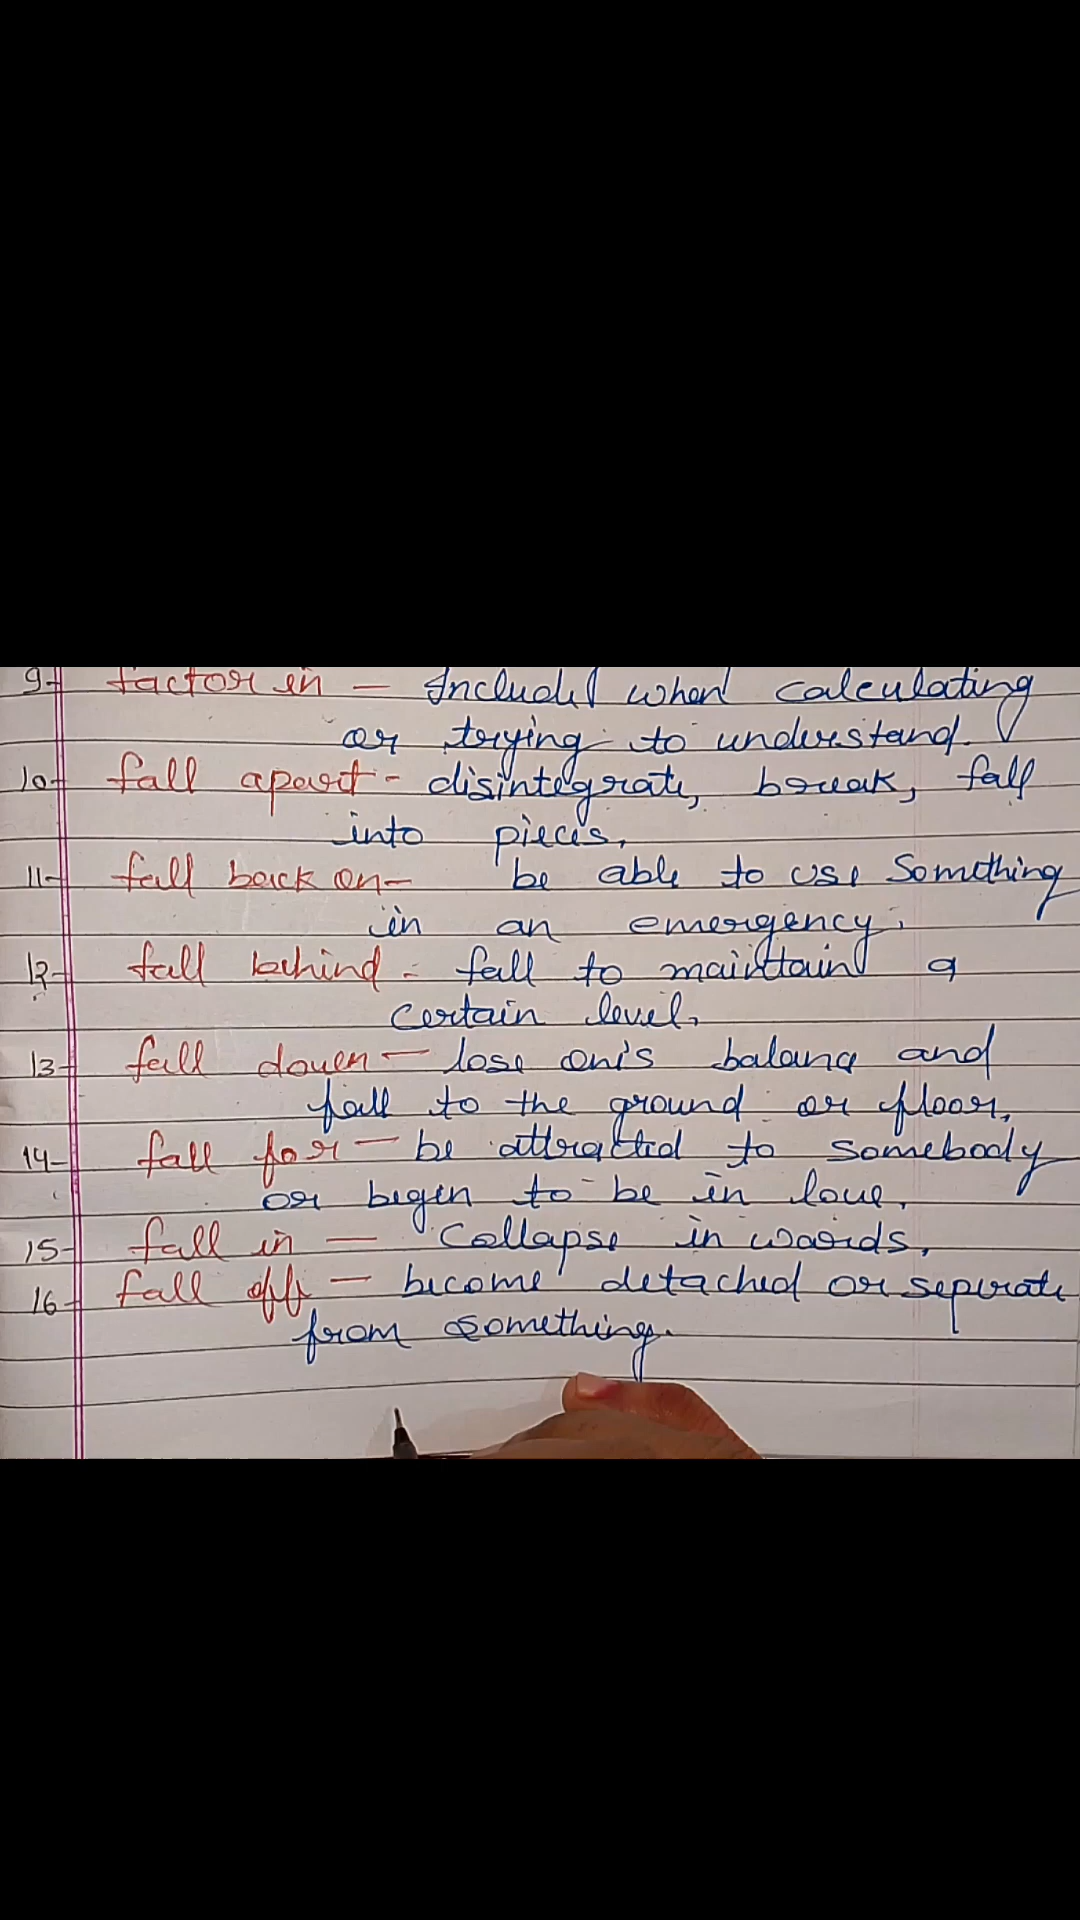 9- factor in - Include when calculating
or trying to understand.
10- fall apart - disintegrate, break, fall
into pieces.
11- fall back on - be able to use Something
in an emergency.
12- fall behind - fall to maintain a
certain level.
13- fall down - lose one's balance and
fall to the ground or floor.
14- fall for - be attracted to somebody
or begin to be in love.
15- fall in - Collapse in wards.
16- fall off - become detached or seperate
from something.